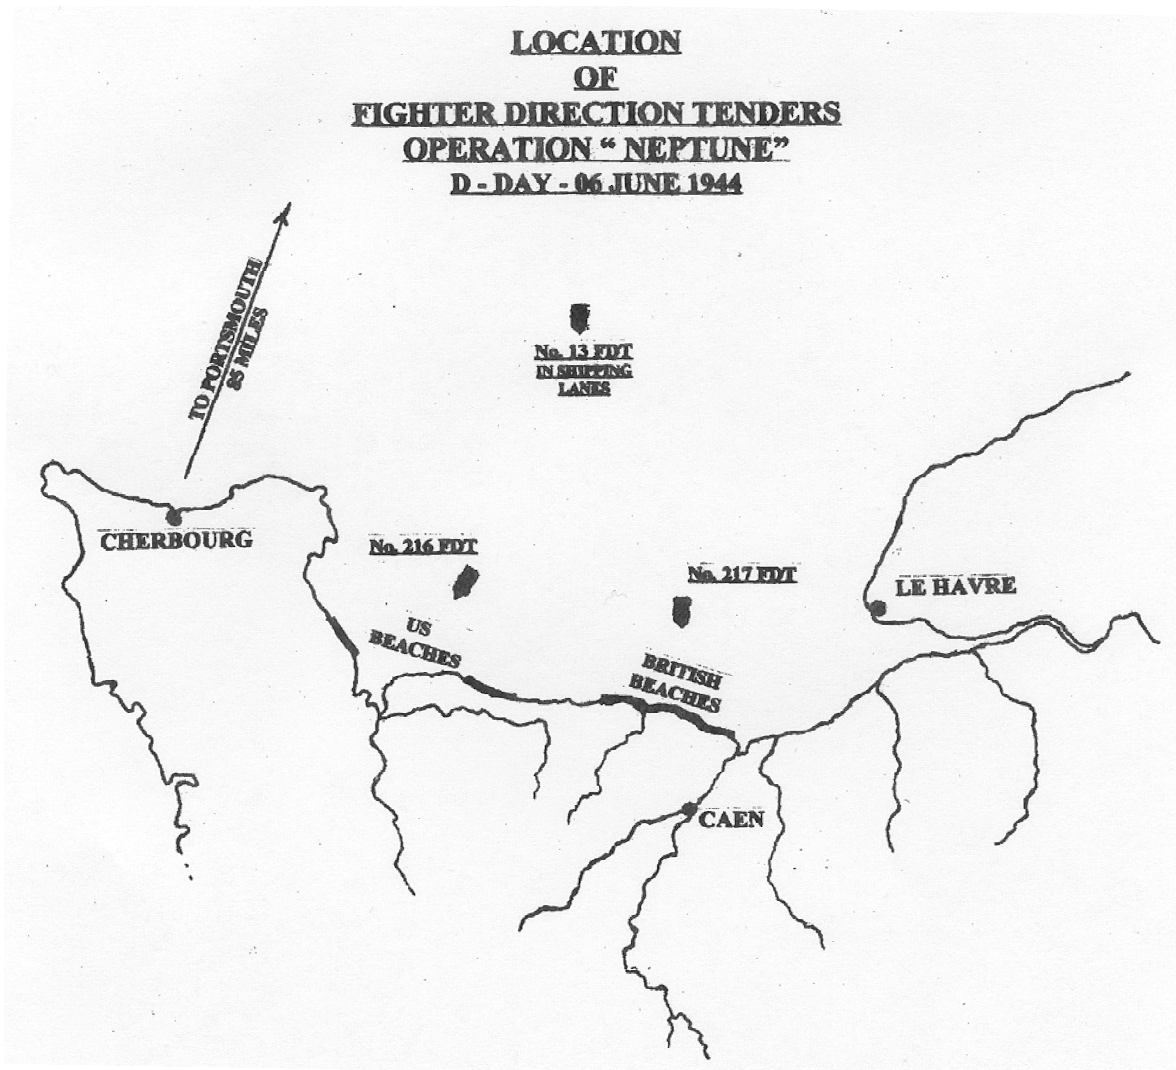 LOCATION
OF
FIGHTER DIRECTION TENDERS
OPERATION “ NEPTUNE”
D - DAY - 06 JUNE 1944
TO PORTSMOUTH
85 MILES
No. 13 FDT
IN SHIPPING
LANES
CHERBOURG
No. 216 FDT
No. 217 FDT
LE HAVRE
US
BEACHES
BRITISH
BEACHES
CAEN